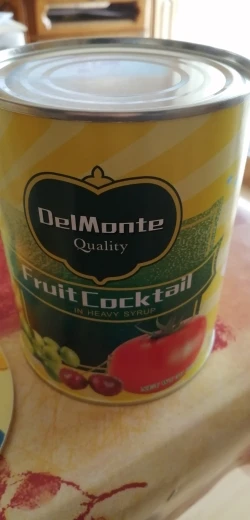 DelMonte
Quality
Fruit Cocktail
IN HEAVY SYRUP